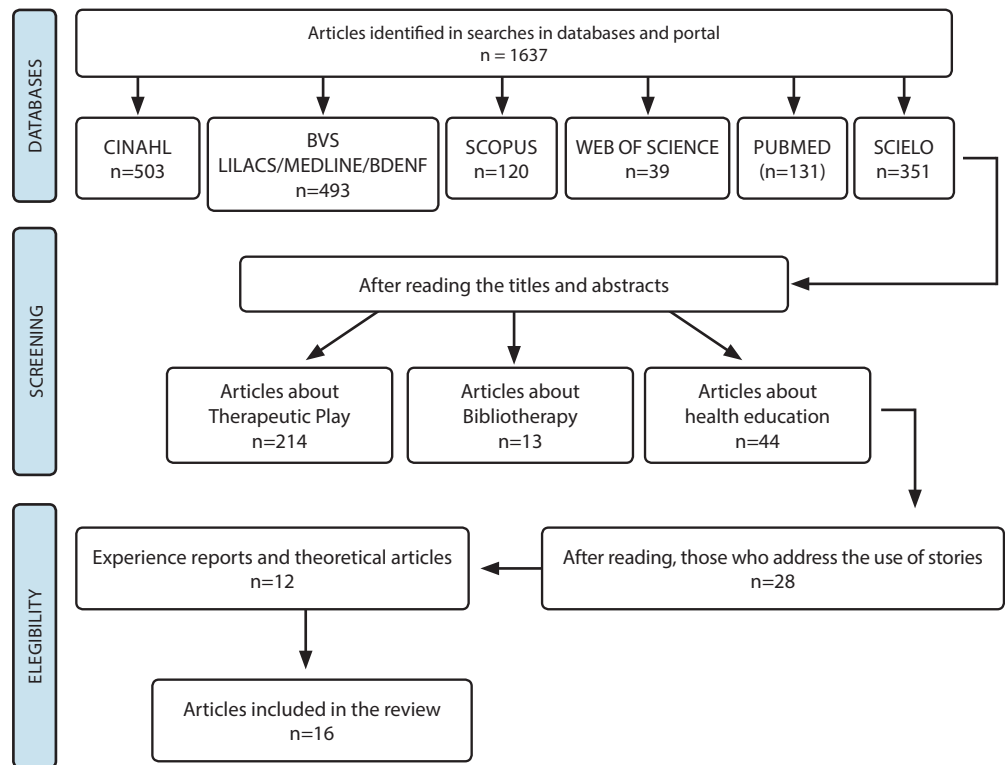 DATABASES
Articles identified in searches in databases and portal
n = 1637
CINAHL
n=503
BVS
LILACS/MEDLINE/BDENF
n=493
SCOPUS
n=120
WEB OF SCIENCE
n=39
PUBMED
(n=131)
SCIELO
n=351
SCREENING
After reading the titles and abstracts
Articles about
Therapeutic Play
n=214
Articles about
Bibliotherapy
n=13
Articles about
health education
n=44
ELEGIBILITY
After reading, those who address the use of stories
n=28
Experience reports and theoretical articles
n=12
Articles included in the review
n=16